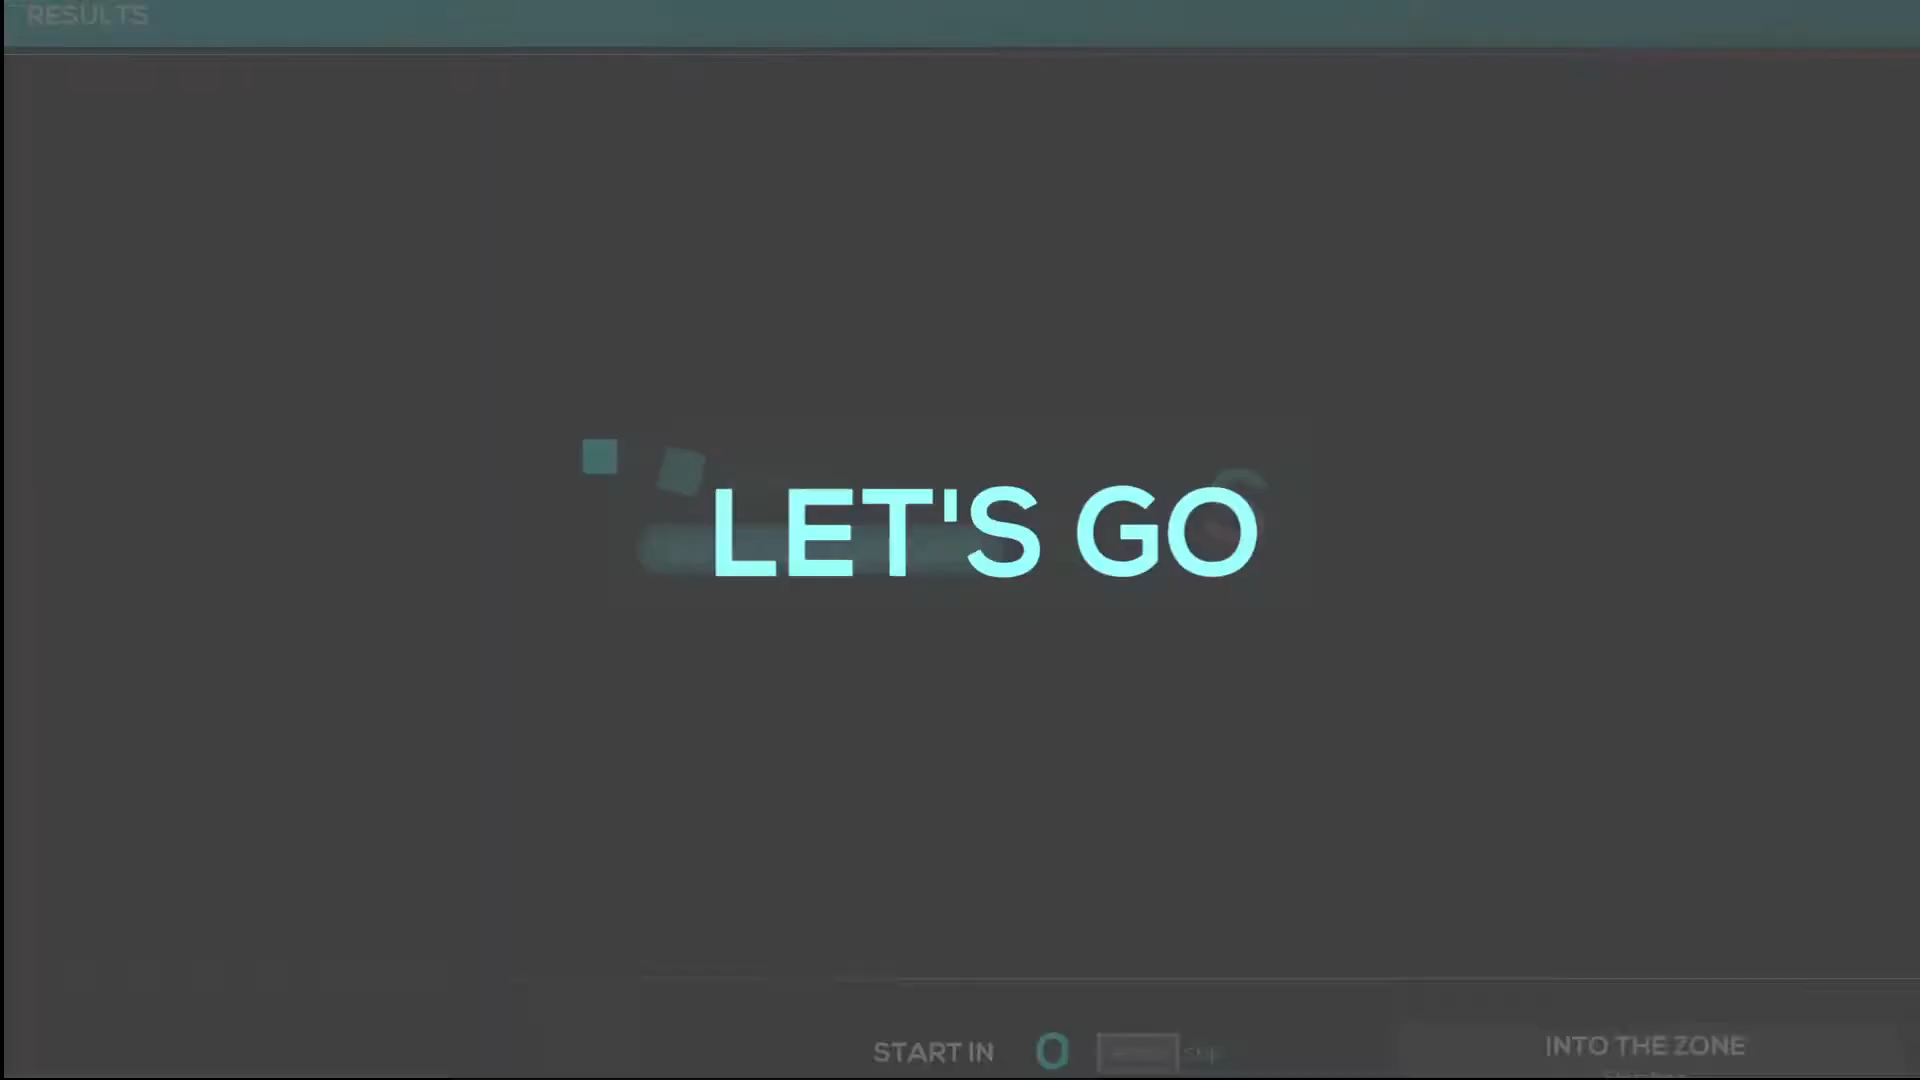 RESULTS
LET'S GO
START IN 0
INTO THE ZONE